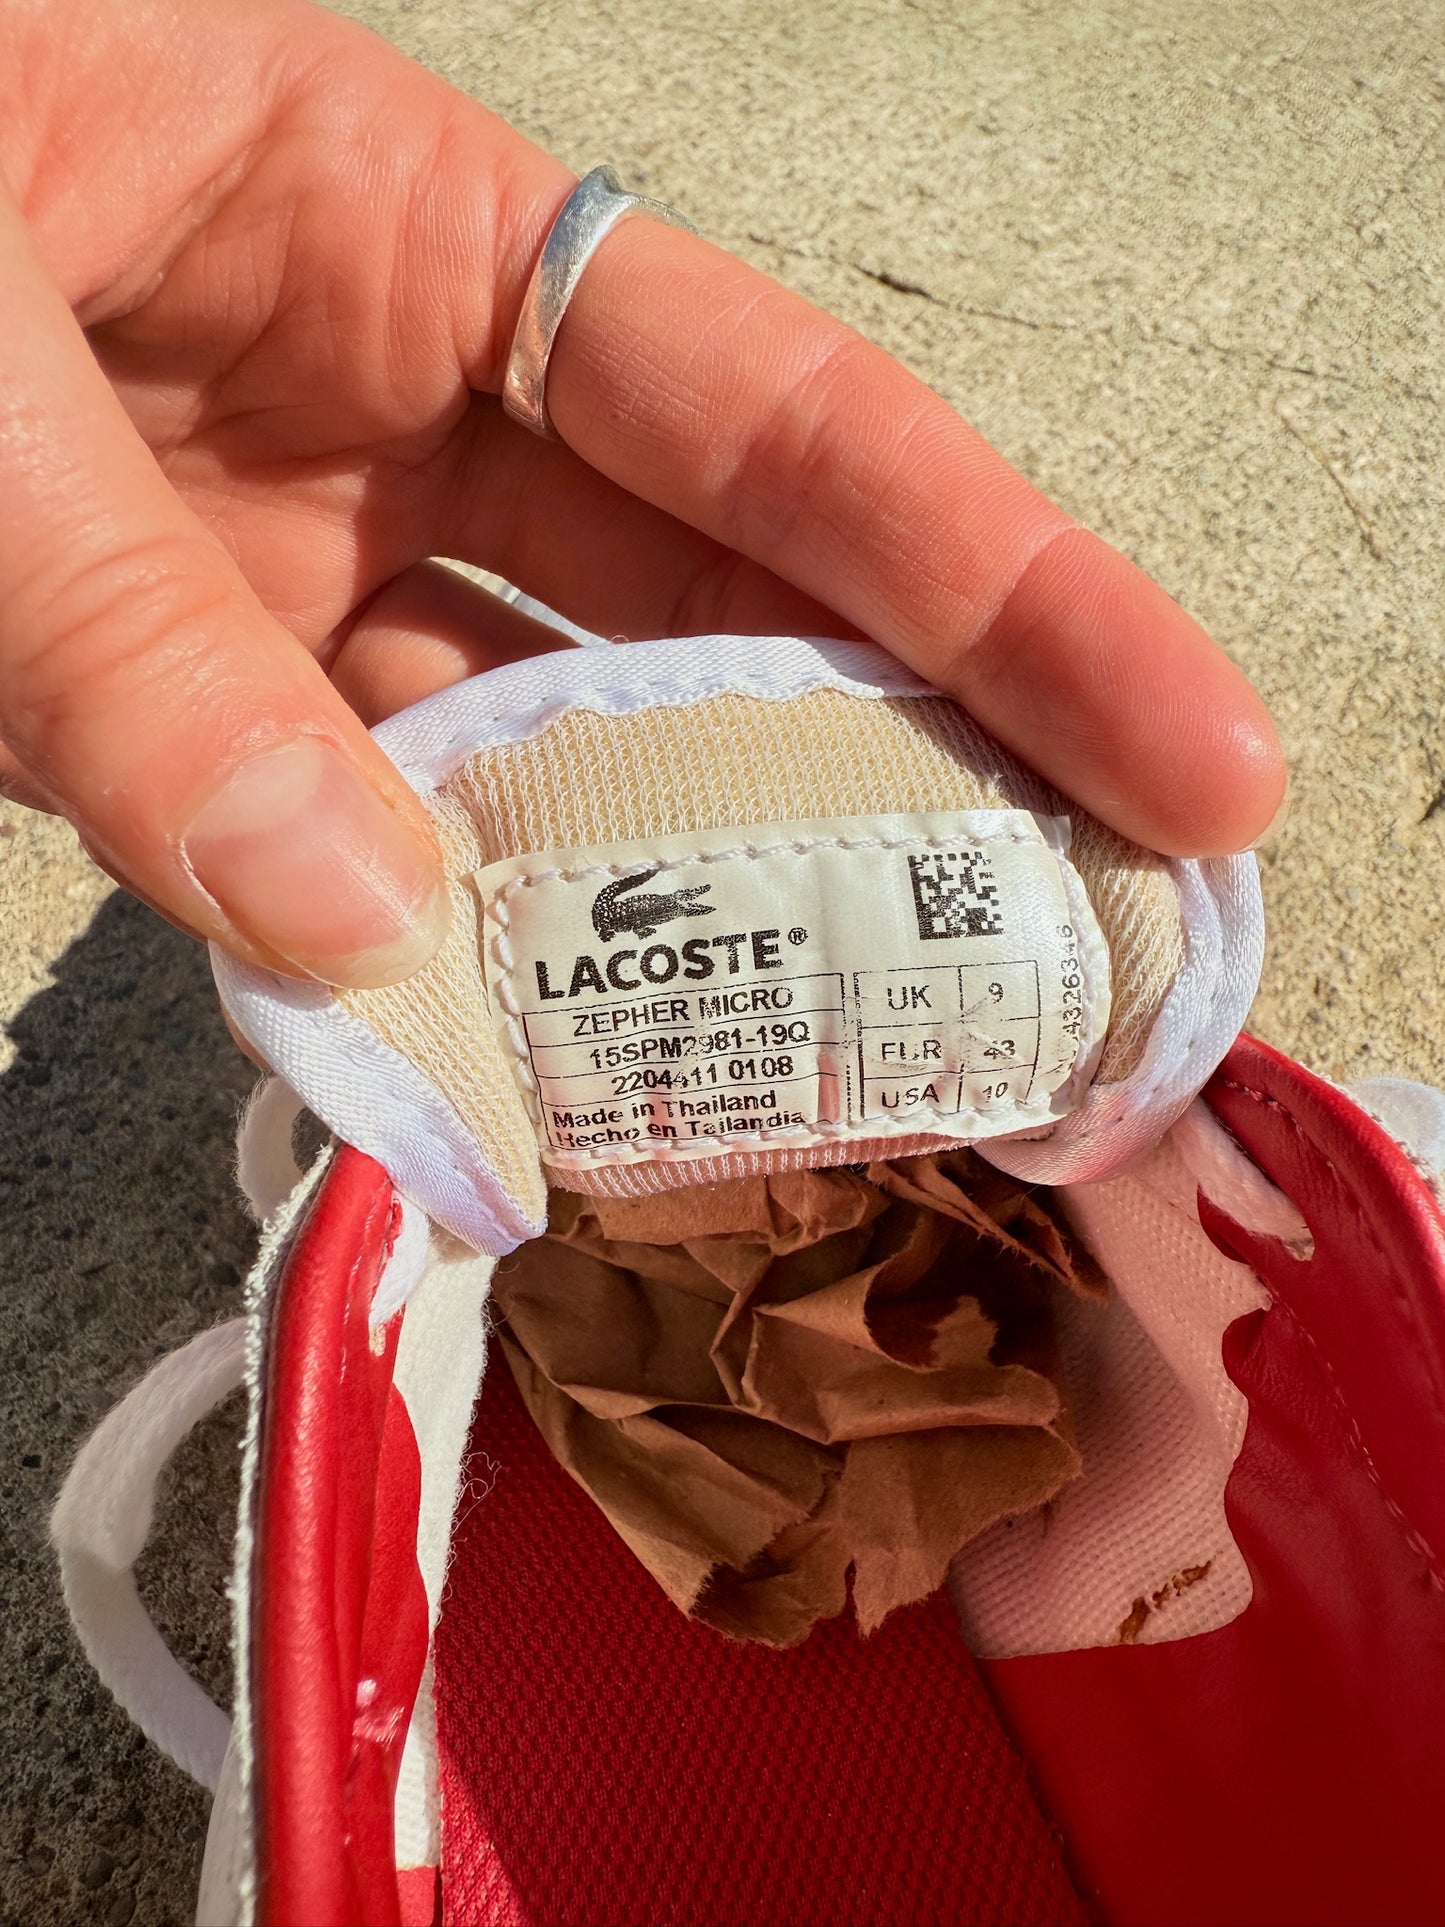 LACOSTE®
ZEPHER MICRO
15SPM2981-19Q
2204411 0108
Made in Thailand
Hecho en Tailandia
UK 9
EUR 43
USA 10